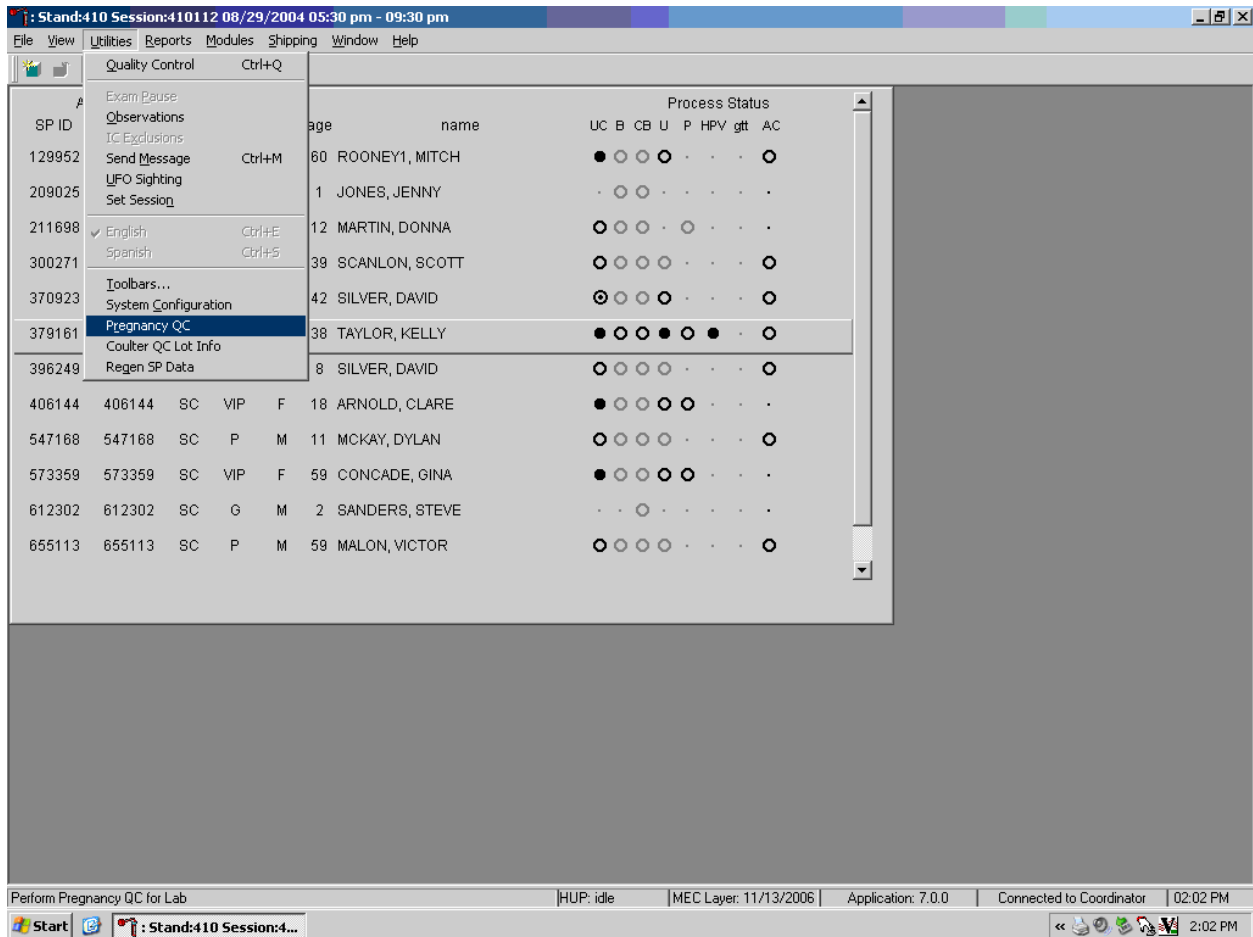 : Stand:410 Session:410112 08/29/2004 05:30 pm - 09:30 pm
File View Utilities Reports Modules Shipping Window Help
Quality Control Ctrl+Q
Exam Pause
Observations
IC Exclusions
Send Message Ctrl+M
UFO Sighting
Set Session
English Ctrl+E
Spanish Ctrl+S
Toolbars...
System Configuration
Pregnancy QC
Coulter QC Lot Info
Regen SP Data
A Process Status
SP ID age name UC B CB U P HPV gtt AC
129952 60 ROONEY1, MITCH
209025 1 JONES, JENNY
211698 12 MARTIN, DONNA
300271 39 SCANLON, SCOTT
370923 42 SILVER, DAVID
379161 38 TAYLOR, KELLY
396249 8 SILVER, DAVID
406144 406144 SC VIP F 18 ARNOLD, CLARE
547168 547168 SC P M 11 MCKAY, DYLAN
573359 573359 SC VIP F 59 CONCADE, GINA
612302 612302 SC G M 2 SANDERS, STEVE
655113 655113 SC P M 59 MALON, VICTOR
Perform Pregnancy QC for Lab HUP: idle MEC Layer: 11/13/2006 Application: 7.0.0 Connected to Coordinator 02:02 PM
Start : Stand:410 Session:4... « 2:02 PM